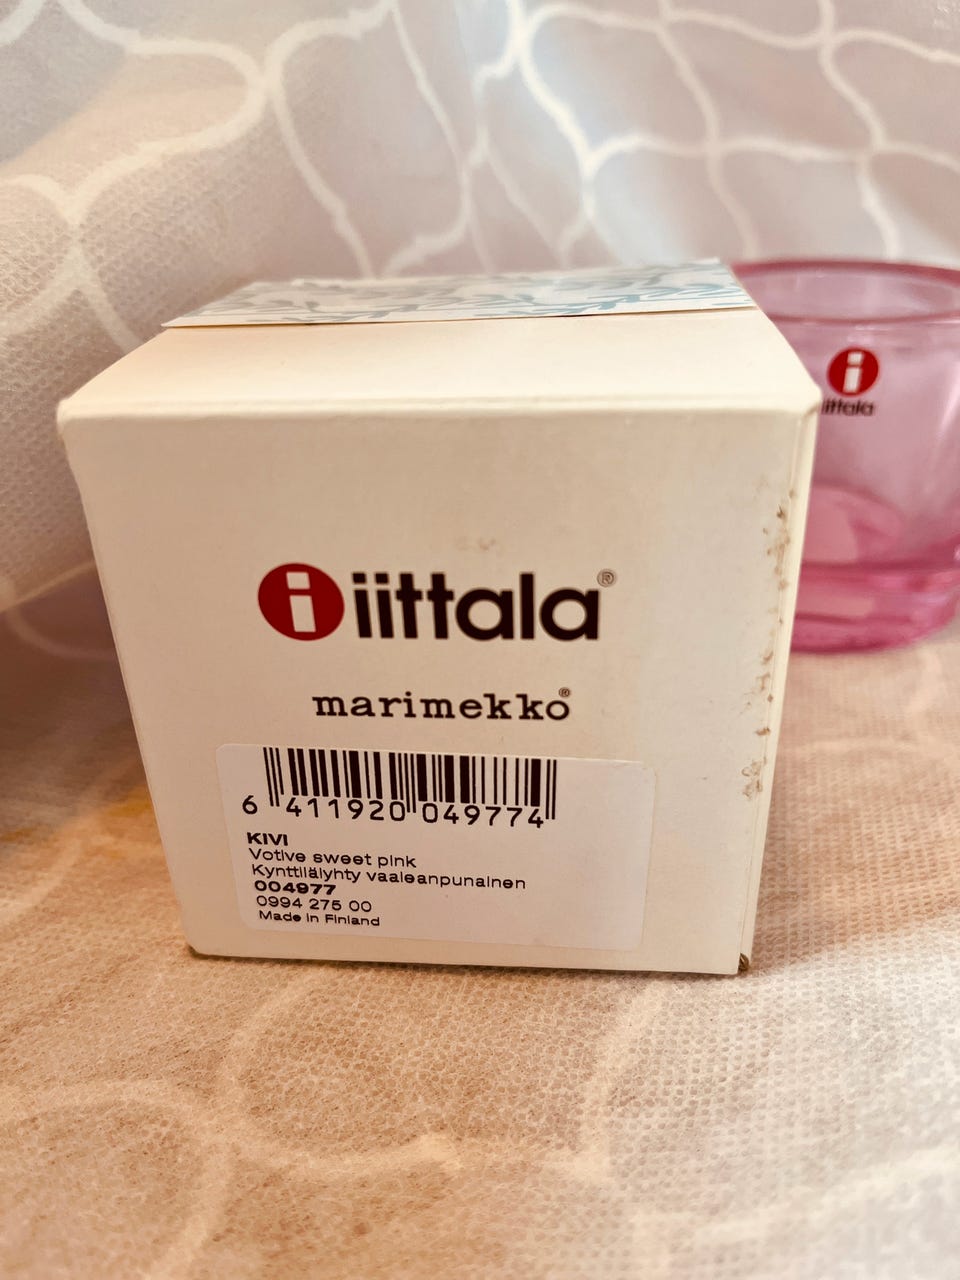 i iittala®
marimekko®
6 411920 049774
KIVI
Votive sweet pink
Kynttilälyhty vaaleanpunainen
004977
0994 275 00
Made in Finland
i
iittala